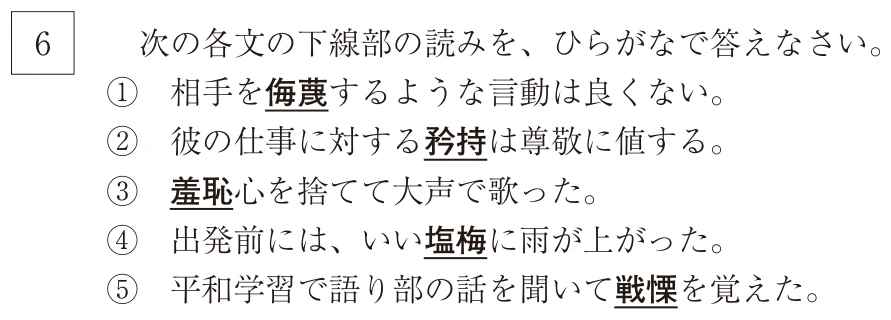 6 次の各文の下線部の読みを、ひらがなで答えなさい。
① 相手を侮蔑するような言動は良くない。
② 彼の仕事に対する矜持は尊敬に値する。
③ 羞恥心を捨てて大声で歌った。
④ 出発前には、いい塩梅に雨が上がった。
⑤ 平和学習で語り部の話を聞いて戦慄を覚えた。